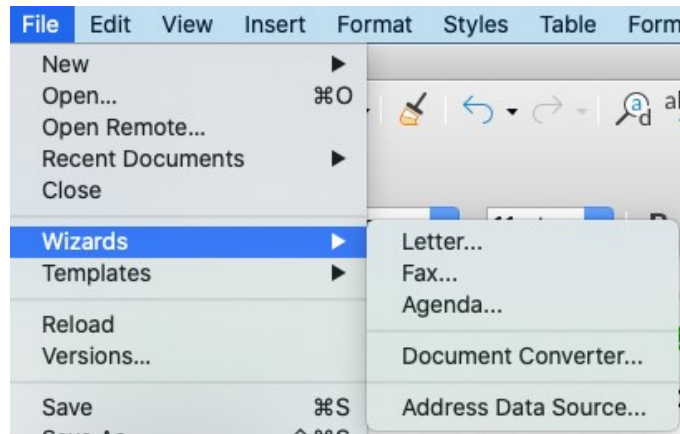 File Edit View Insert Format Styles Table Form
New
Open... ⌘O
Open Remote...
Recent Documents
Close
Wizards
Letter...
Templates
Fax...
Agenda...
Reload
Versions...
Document Converter...
Save ⌘S
Address Data Source...